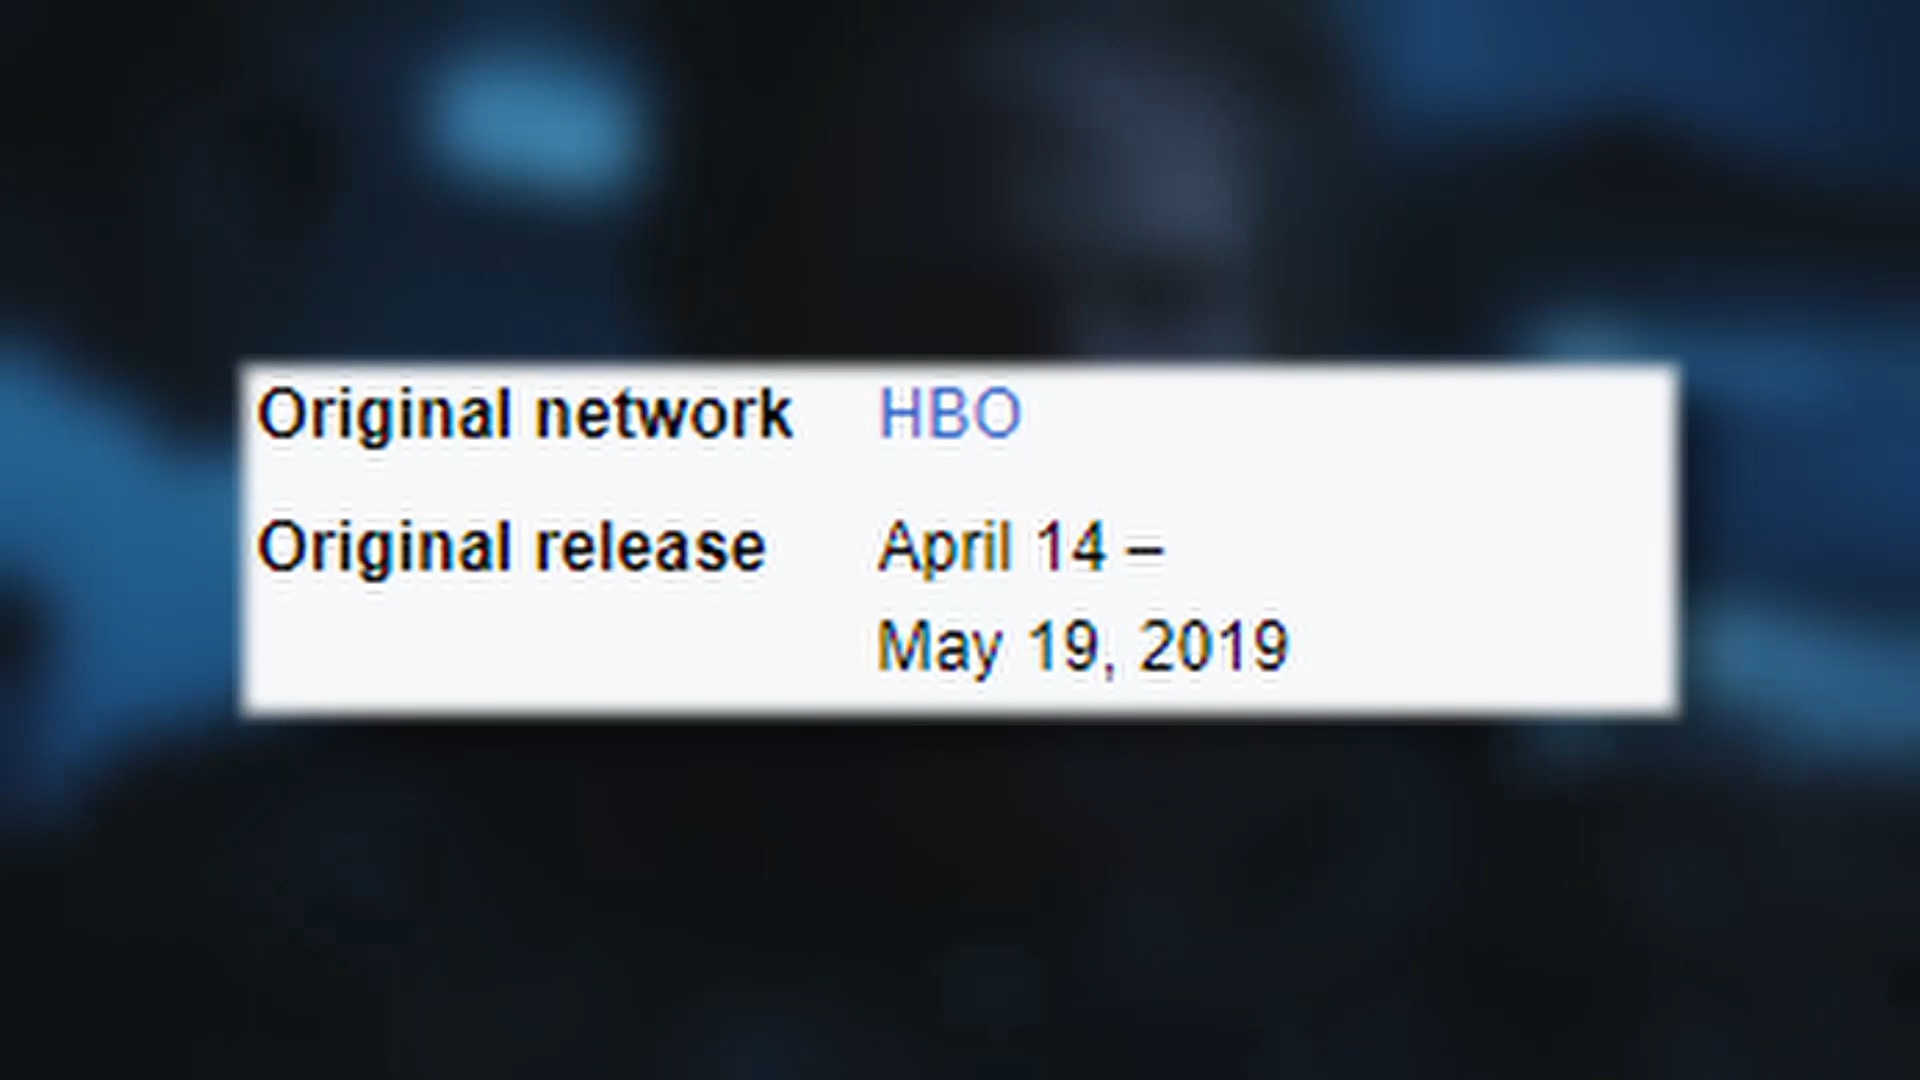 Original network HBO
Original release April 14 –
May 19, 2019